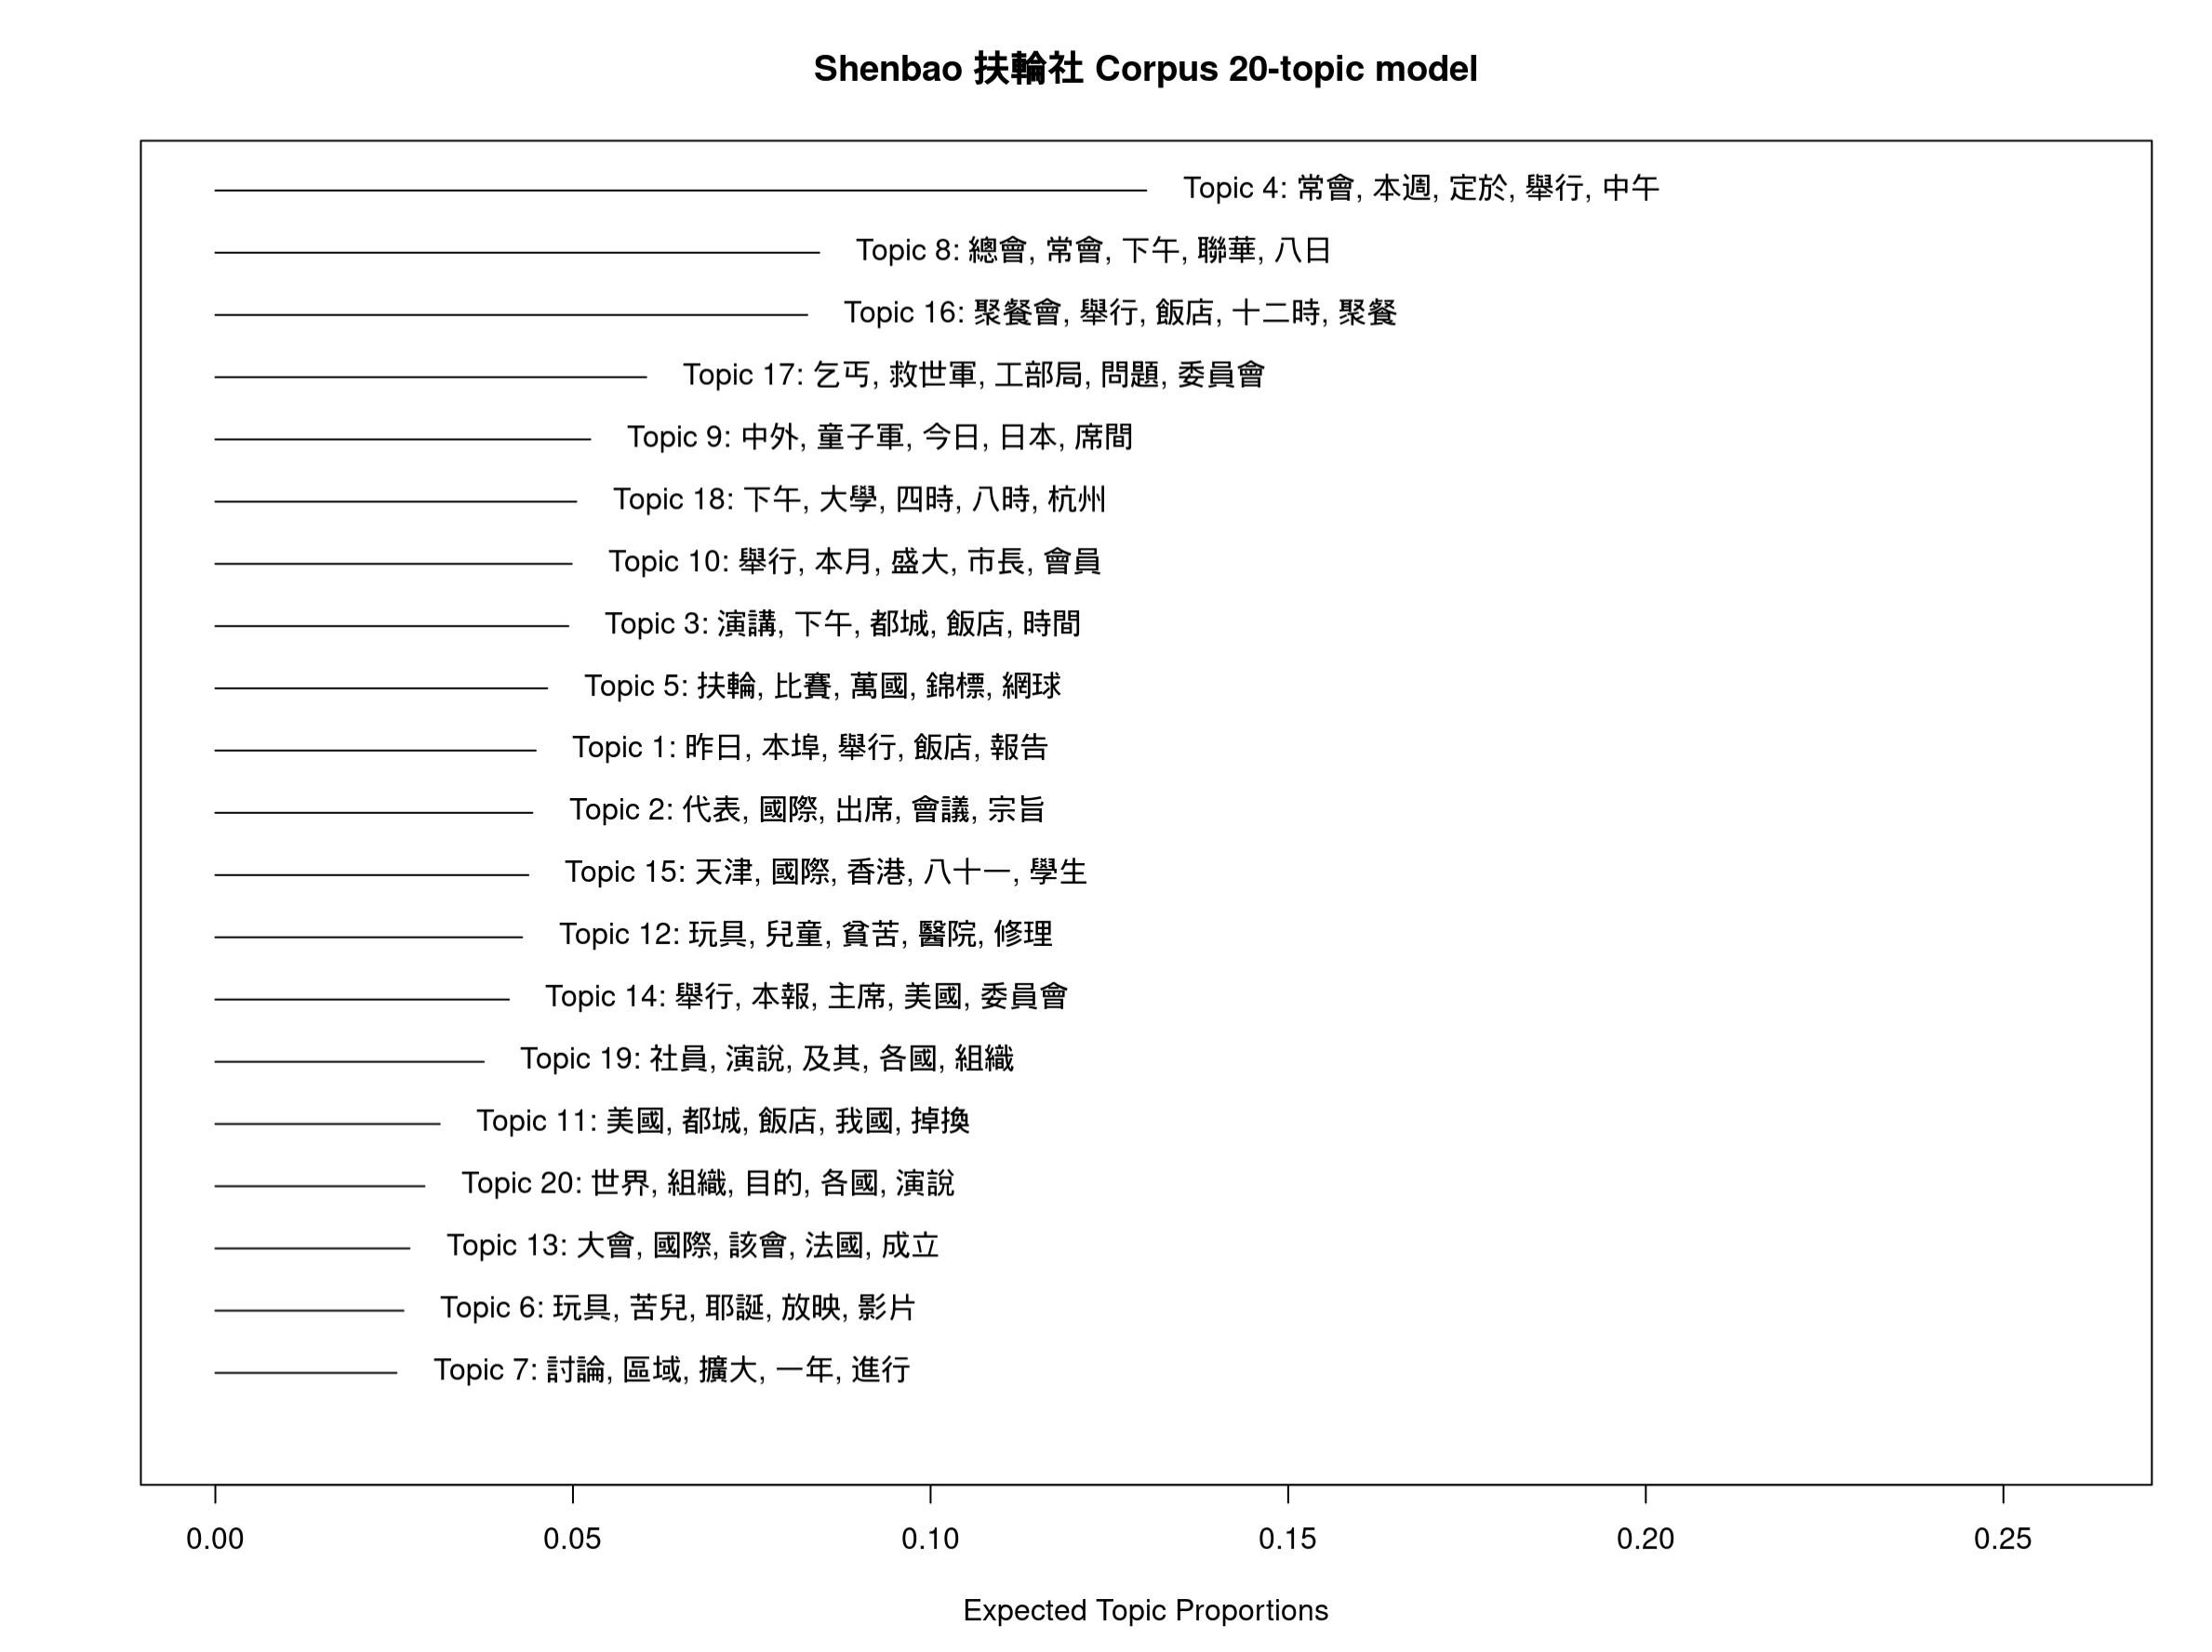 Shenbao 扶輪社 Corpus 20-topic model
Topic 4: 常會, 本週, 定於, 舉行, 中午
Topic 8: 總會, 常會, 下午, 聯華, 八日
Topic 16: 聚餐會, 舉行, 飯店, 十二時, 聚餐
Topic 17: 乞丐, 救世軍, 工部局, 問題, 委員會
Topic 9: 中外, 童子軍, 今日, 日本, 席間
Topic 18: 下午, 大學, 四時, 八時, 杭州
Topic 10: 舉行, 本月, 盛大, 市長, 會員
Topic 3: 演講, 下午, 都城, 飯店, 時間
Topic 5: 扶輪, 比賽, 萬國, 錦標, 網球
Topic 1: 昨日, 本埠, 舉行, 飯店, 報告
Topic 2: 代表, 國際, 出席, 會議, 宗旨
Topic 15: 天津, 國際, 香港, 八十一, 學生
Topic 12: 玩具, 兒童, 貧苦, 醫院, 修理
Topic 14: 舉行, 本報, 主席, 美國, 委員會
Topic 19: 社員, 演說, 及其, 各國, 組織
Topic 11: 美國, 都城, 飯店, 我國, 掉換
Topic 20: 世界, 組織, 目的, 各國, 演說
Topic 13: 大會, 國際, 該會, 法國, 成立
Topic 6: 玩具, 苦兒, 耶誕, 放映, 影片
Topic 7: 討論, 區域, 擴大, 一年, 進行
0.00 0.05 0.10 0.15 0.20 0.25
Expected Topic Proportions